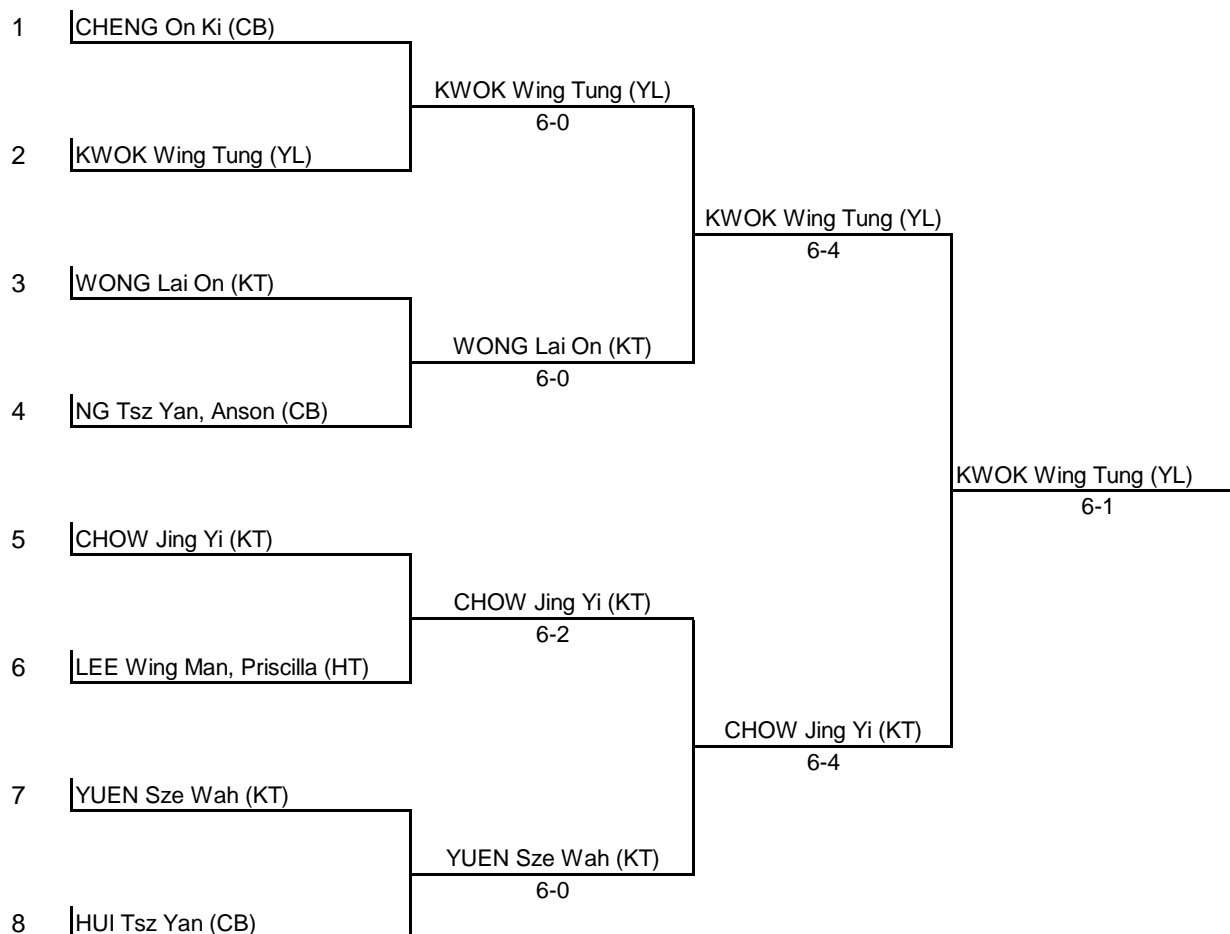 1 CHENG On Ki (CB)
KWOK Wing Tung (YL)
6-0
2 KWOK Wing Tung (YL)
KWOK Wing Tung (YL)
6-4
3 WONG Lai On (KT)
WONG Lai On (KT)
6-0
4 NG Tsz Yan, Anson (CB)
KWOK Wing Tung (YL)
6-1
5 CHOW Jing Yi (KT)
CHOW Jing Yi (KT)
6-2
6 LEE Wing Man, Priscilla (HT)
CHOW Jing Yi (KT)
6-4
7 YUEN Sze Wah (KT)
YUEN Sze Wah (KT)
6-0
8 HUI Tsz Yan (CB)